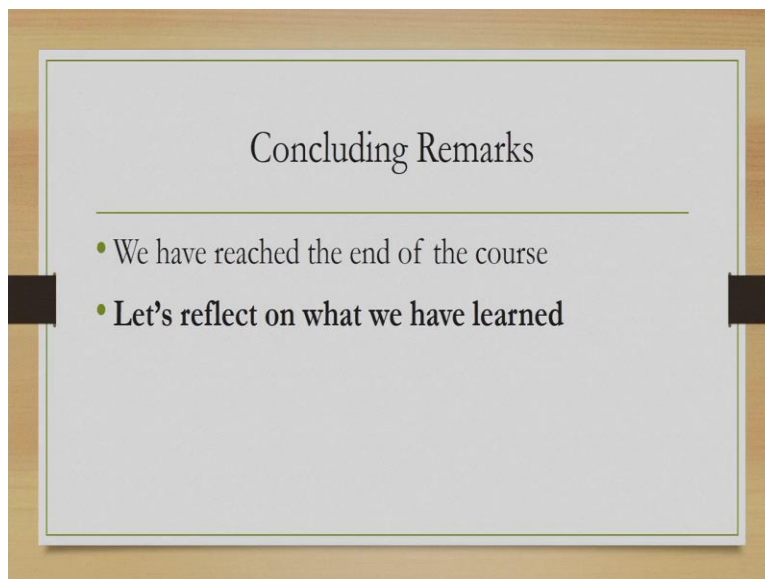 Concluding Remarks
• We have reached the end of the course
• Let's reflect on what we have learned